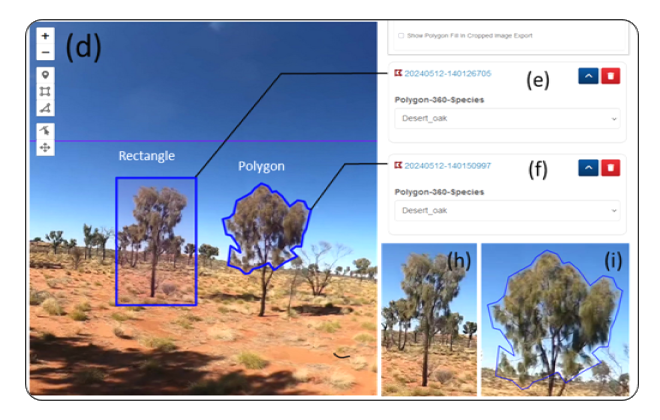 +
−
(d)
Rectangle
Polygon
Show Polygon Fill in Cropped Image Export
20240512-140126705
(e)
Polygon-360-Species
Desert_oak
20240512-140150997
(f)
Polygon-360-Species
Desert_oak
(h)
(i)